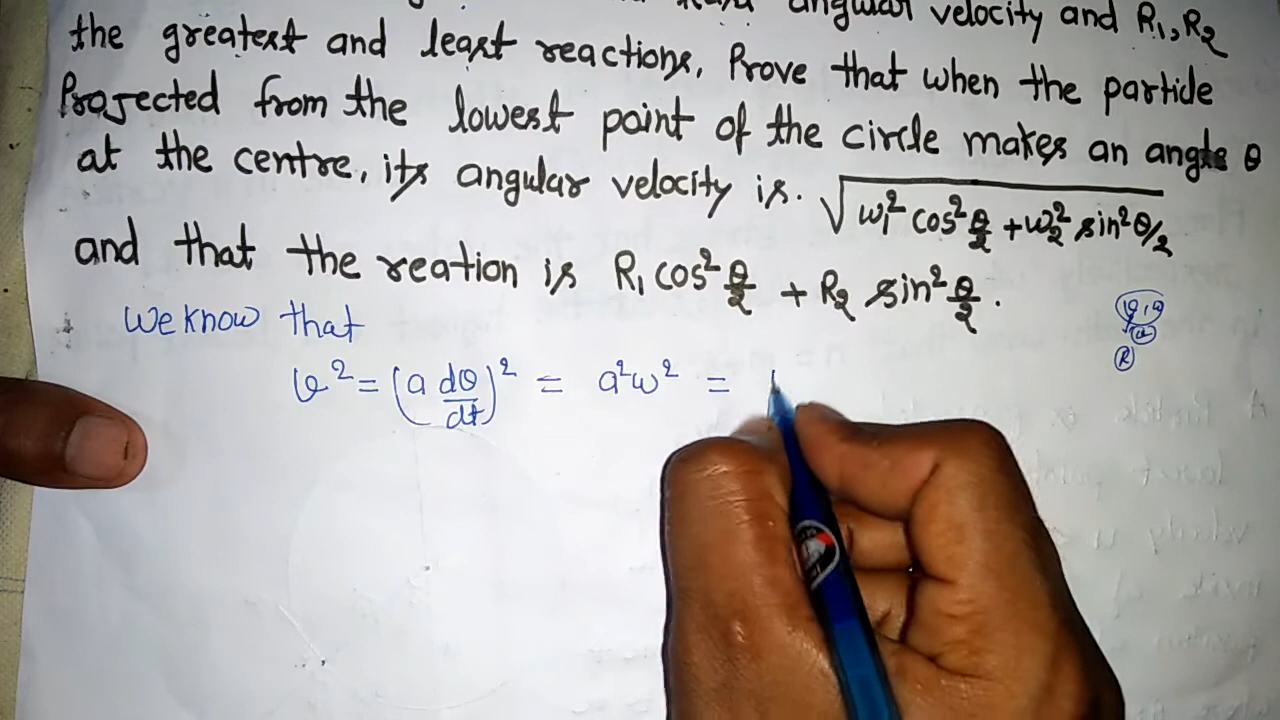 angular velocity and R₁, R₂
the greatest and least reactions, Prove that when the particle
Projected from the lowest point of the circle makes an angle θ
at the centre, its angular velocity is. √(ω₁² cos² θ/2 + ω₂² sin² θ/2)
and that the reation is R₁ cos² θ/2 + R₂ sin² θ/2.
We know that
v² = (a dθ/dt)² = a²ω² =
R